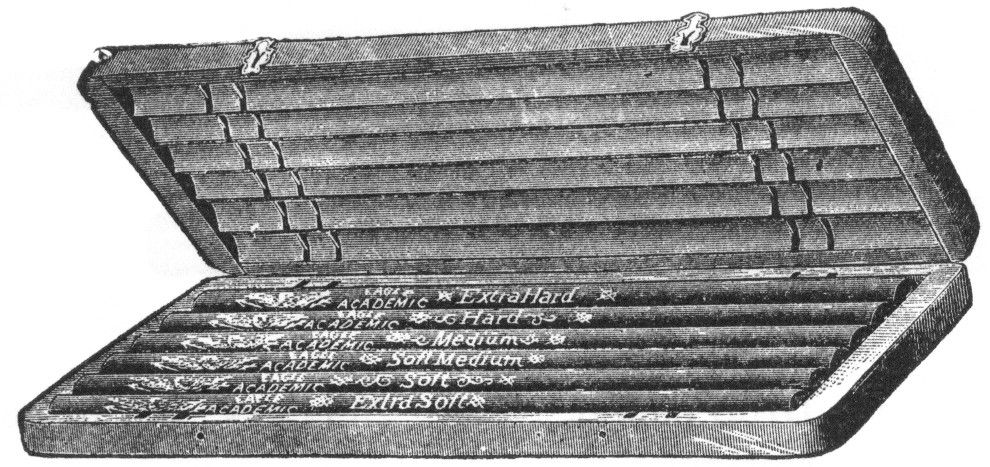 EAGLE ACADEMIC Extra Hard
EAGLE ACADEMIC Hard
EAGLE ACADEMIC Medium
EAGLE ACADEMIC Soft Medium
EAGLE ACADEMIC Soft
EAGLE ACADEMIC Extra Soft